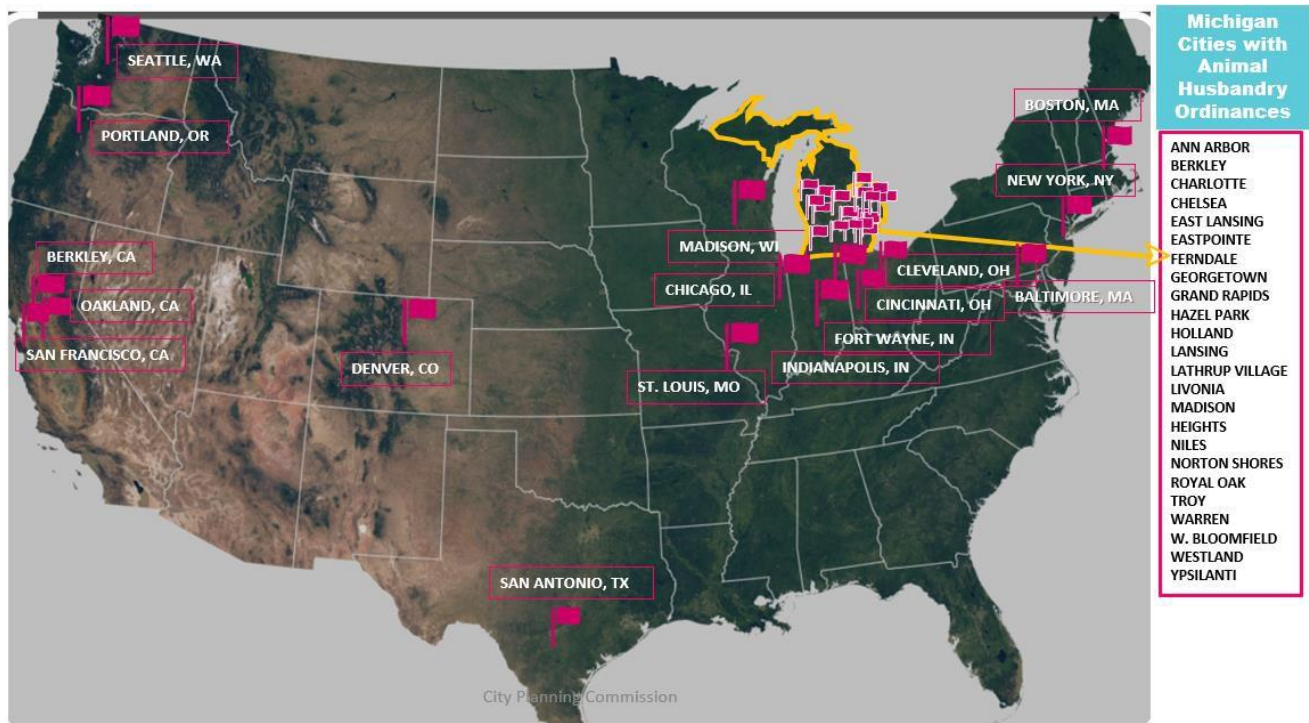 Michigan
Cities with
Animal
Husbandry
Ordinances
SEATTLE, WA
PORTLAND, OR
BOSTON, MA
NEW YORK, NY
MADISON, WI
BERKLEY, CA
CLEVELAND, OH
CHICAGO, IL
BALTIMORE, MA
OAKLAND, CA
CINCINNATI, OH
FORT WAYNE, IN
SAN FRANCISCO, CA
DENVER, CO
INDIANAPOLIS, IN
ST. LOUIS, MO
SAN ANTONIO, TX
City Planning Commission
ANN ARBOR
BERKLEY
CHARLOTTE
CHELSEA
EAST LANSING
EASTPOINTE
FERNDALE
GEORGETOWN
GRAND RAPIDS
HAZEL PARK
HOLLAND
LANSING
LATHRUP VILLAGE
LIVONIA
MADISON
HEIGHTS
NILES
NORTON SHORES
ROYAL OAK
TROY
WARREN
W. BLOOMFIELD
WESTLAND
YPSILANTI